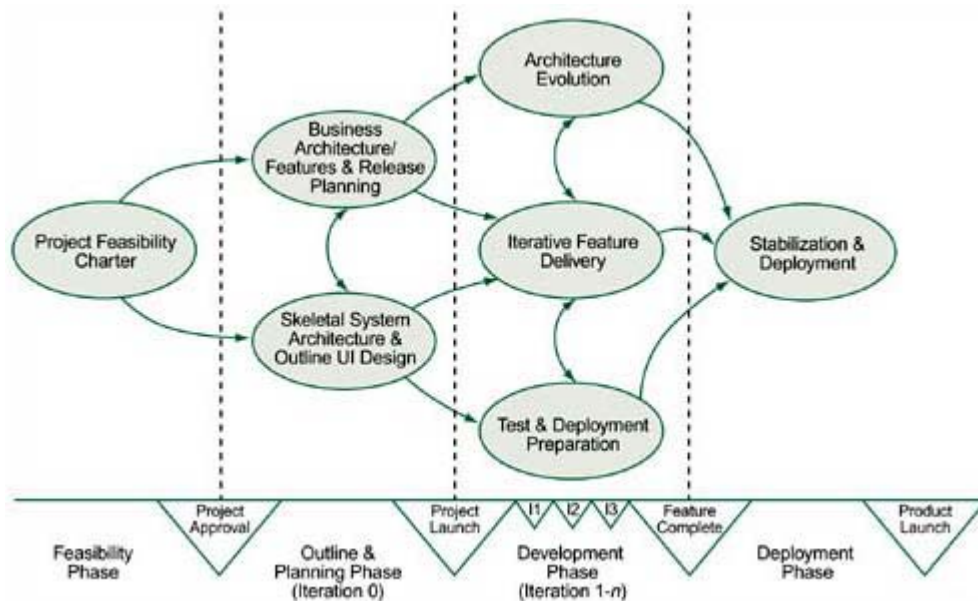 Architecture
Evolution
Business
Architecture/
Features & Release
Planning
Project Feasibility
Charter
Iterative Feature
Delivery
Stabilization &
Deployment
Skeletal System
Architecture &
Outline UI Design
Test & Deployment
Preparation
Project
Approval
Project
Launch
I1
I2
I3
Feature
Complete
Product
Launch
Feasibility
Phase
Outline &
Planning Phase
(Iteration 0)
Development
Phase
(Iteration 1-n)
Deployment
Phase